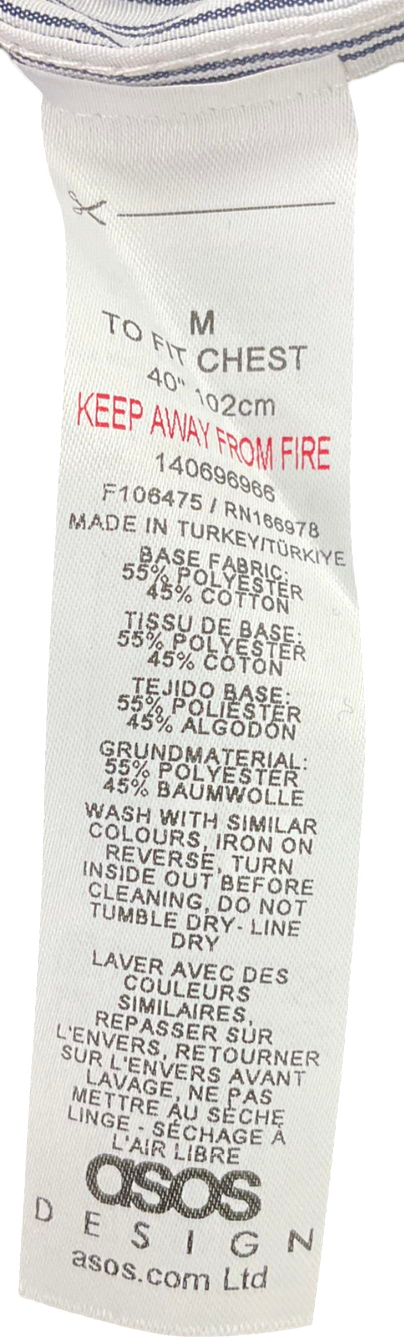 M
TO FIT CHEST
40" 102cm
KEEP AWAY FROM FIRE
140696966
F106475 / RN166978
MADE IN TURKEY/TÜRKIYE
BASE FABRIC:
55% POLYESTER
45% COTTON
TISSU DE BASE:
55% POLYESTER
45% COTON
TEJIDO BASE:
55% POLIÉSTER
45% ALGODÓN
GRUNDMATERIAL:
55% POLYESTER
45% BAUMWOLLE
WASH WITH SIMILAR
COLOURS, IRON ON
REVERSE, TURN
INSIDE OUT BEFORE
CLEANING, DO NOT
TUMBLE DRY- LINE
DRY
LAVER AVEC DES
COULEURS
SIMILAIRES,
REPASSER SUR
L'ENVERS, RETOURNER
SUR L'ENVERS AVANT
LAVAGE, NE PAS
METTRE AU SÈCHE
LINGE - SÉCHAGE À
L'AIR LIBRE
asos
DESIGN
asos.com Ltd